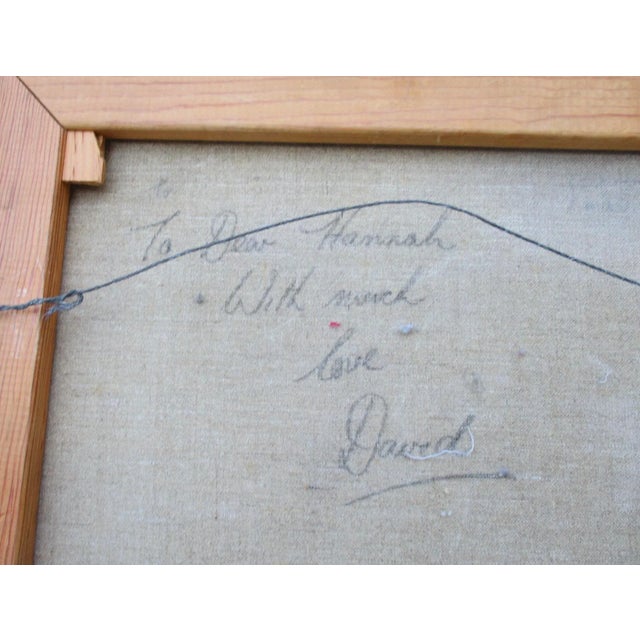 To Dear Hannah
With much
love
David